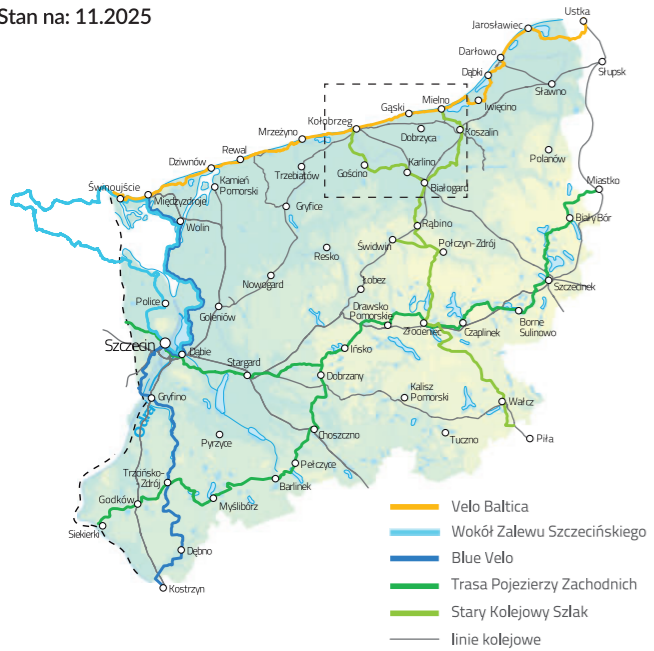 Stan na: 11.2025
Ustka
Jarosławiec
Darłowo
Słupsk
Dąbki
Sławno
Mielno
Iwięcino
Gąski
Kołobrzeg
Koszalin
Dobrzyca
Mrzeżyno
Rewal
Polanów
Karlino
Gościno
Dziwnów
Trzebiatów
Kamień
Pomorski
Białogard
Miastko
Świnoujście
Międzyzdroje
Gryfice
Biały Bór
Wolin
Rąbino
Świdwin
Połczyn-Zdrój
Resko
Nowogard
Łobez
Szczecinek
Police
Goleniów
Drawsko
Pomorskie
Złocieniec
Czaplinek
Borne
Sulinowo
Szczecin
Dąbie
Ińsko
Stargard
Dobrzany
Kalisz
Pomorski
Gryfino
Odra
Wałcz
Piła
Tuczno
Pyrzyce
Choszczno
Pełczyce
Trzcińsko-
Zdrój
Barlinek
Godków
Myślibórz
Siekierki
Dębno
Kostrzyn
Velo Baltica
Wokół Zalewu Szczecińskiego
Blue Velo
Trasa Pojezierzy Zachodnich
Stary Kolejowy Szlak
linie kolejowe